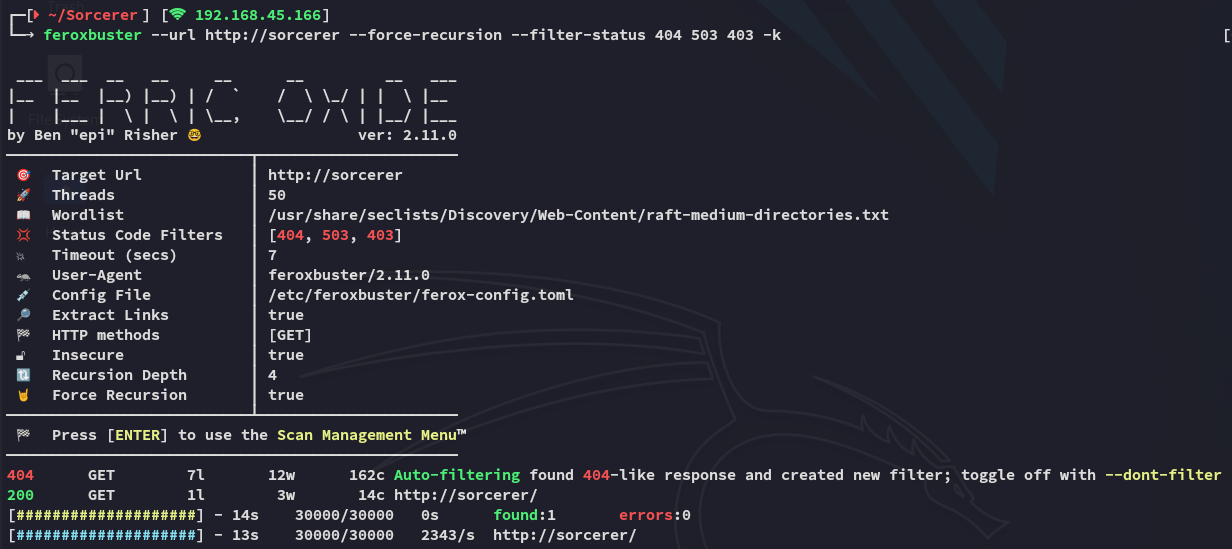 [ ~/Sorcerer ] [ 192.168.45.166]
→ feroxbuster --url http://sorcerer --force-recursion --filter-status 404 503 403 -k [
 ___  ___  __   __     __      __         __   ___
|__  |__  |__) |__) | /  `    /  \ \_/ | |  \ |__
|    |___ |  \ |  \ | \__,    \__/ / \ | |__/ |___
by Ben "epi" Risher 🤓 ver: 2.11.0
🎯 Target Url │ http://sorcerer
🚀 Threads │ 50
📖 Wordlist │ /usr/share/seclists/Discovery/Web-Content/raft-medium-directories.txt
💢 Status Code Filters │ [404, 503, 403]
💥 Timeout (secs) │ 7
🦡 User-Agent │ feroxbuster/2.11.0
💉 Config File │ /etc/feroxbuster/ferox-config.toml
🔎 Extract Links │ true
🏁 HTTP methods │ [GET]
🔓 Insecure │ true
🔃 Recursion Depth │ 4
🤘 Force Recursion │ true
🏁 Press [ENTER] to use the Scan Management Menu™
404 GET 7l 12w 162c Auto-filtering found 404-like response and created new filter; toggle off with --dont-filter
200 GET 1l 3w 14c http://sorcerer/
[####################] - 14s 30000/30000 0s found:1 errors:0
[####################] - 13s 30000/30000 2343/s http://sorcerer/